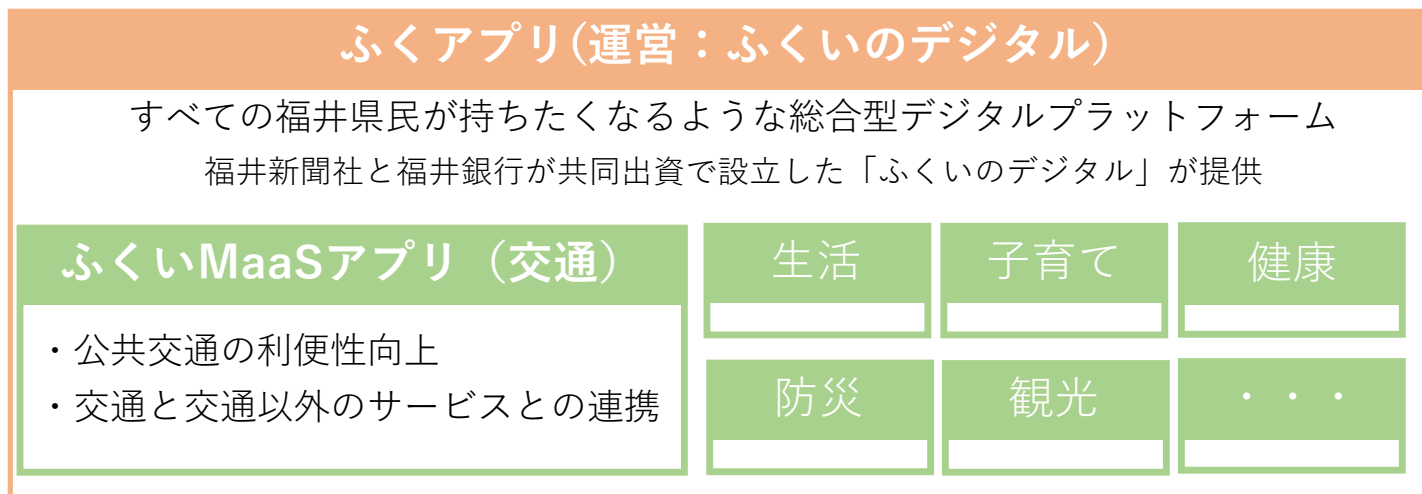 ふくアプリ(運営：ふくいのデジタル)
すべての福井県民が持ちたくなるような総合型デジタルプラットフォーム
福井新聞社と福井銀行が共同出資で設立した「ふくいのデジタル」が提供
ふくいMaaSアプリ（交通）
・公共交通の利便性向上
・交通と交通以外のサービスとの連携
生活
子育て
健康
防災
観光
・・・